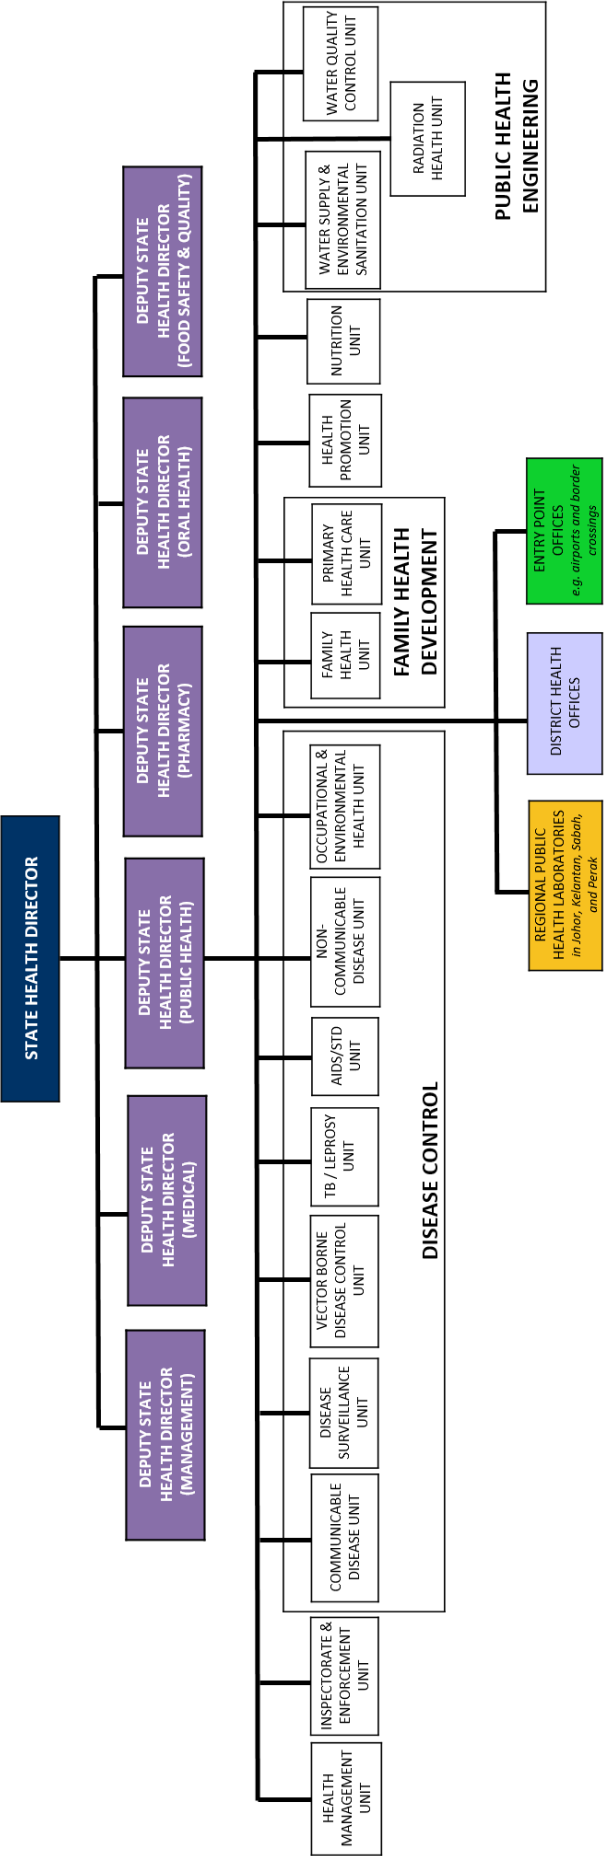 STATE HEALTH DIRECTOR
DEPUTY STATE
HEALTH DIRECTOR
(MANAGEMENT)
DEPUTY STATE
HEALTH DIRECTOR
(MEDICAL)
DEPUTY STATE
HEALTH DIRECTOR
(PUBLIC HEALTH)
DEPUTY STATE
HEALTH DIRECTOR
(PHARMACY)
DEPUTY STATE
HEALTH DIRECTOR
(ORAL HEALTH)
DEPUTY STATE
HEALTH DIRECTOR
(FOOD SAFETY & QUALITY)
HEALTH
MANAGEMENT
UNIT
INSPECTORATE &
ENFORCEMENT
UNIT
COMMUNICABLE
DISEASE UNIT
DISEASE
SURVEILLANCE
UNIT
VECTOR BORNE
DISEASE CONTROL
UNIT
TB / LEPROSY
UNIT
AIDS/STD
UNIT
NON-
COMMUNICABLE
DISEASE UNIT
OCCUPATIONAL &
ENVIRONMENTAL
HEALTH UNIT
DISEASE CONTROL
FAMILY
HEALTH
UNIT
PRIMARY
HEALTH CARE
UNIT
FAMILY HEALTH
DEVELOPMENT
HEALTH
PROMOTION
UNIT
NUTRITION
UNIT
WATER SUPPLY &
ENVIRONMENTAL
SANITATION UNIT
WATER QUALITY
CONTROL UNIT
RADIATION
HEALTH UNIT
PUBLIC HEALTH
ENGINEERING
REGIONAL PUBLIC
HEALTH LABORATORIES
in Johor, Kelantan, Sabah,
and Perak
DISTRICT HEALTH
OFFICES
ENTRY POINT
OFFICES
e.g. airports and border
crossings